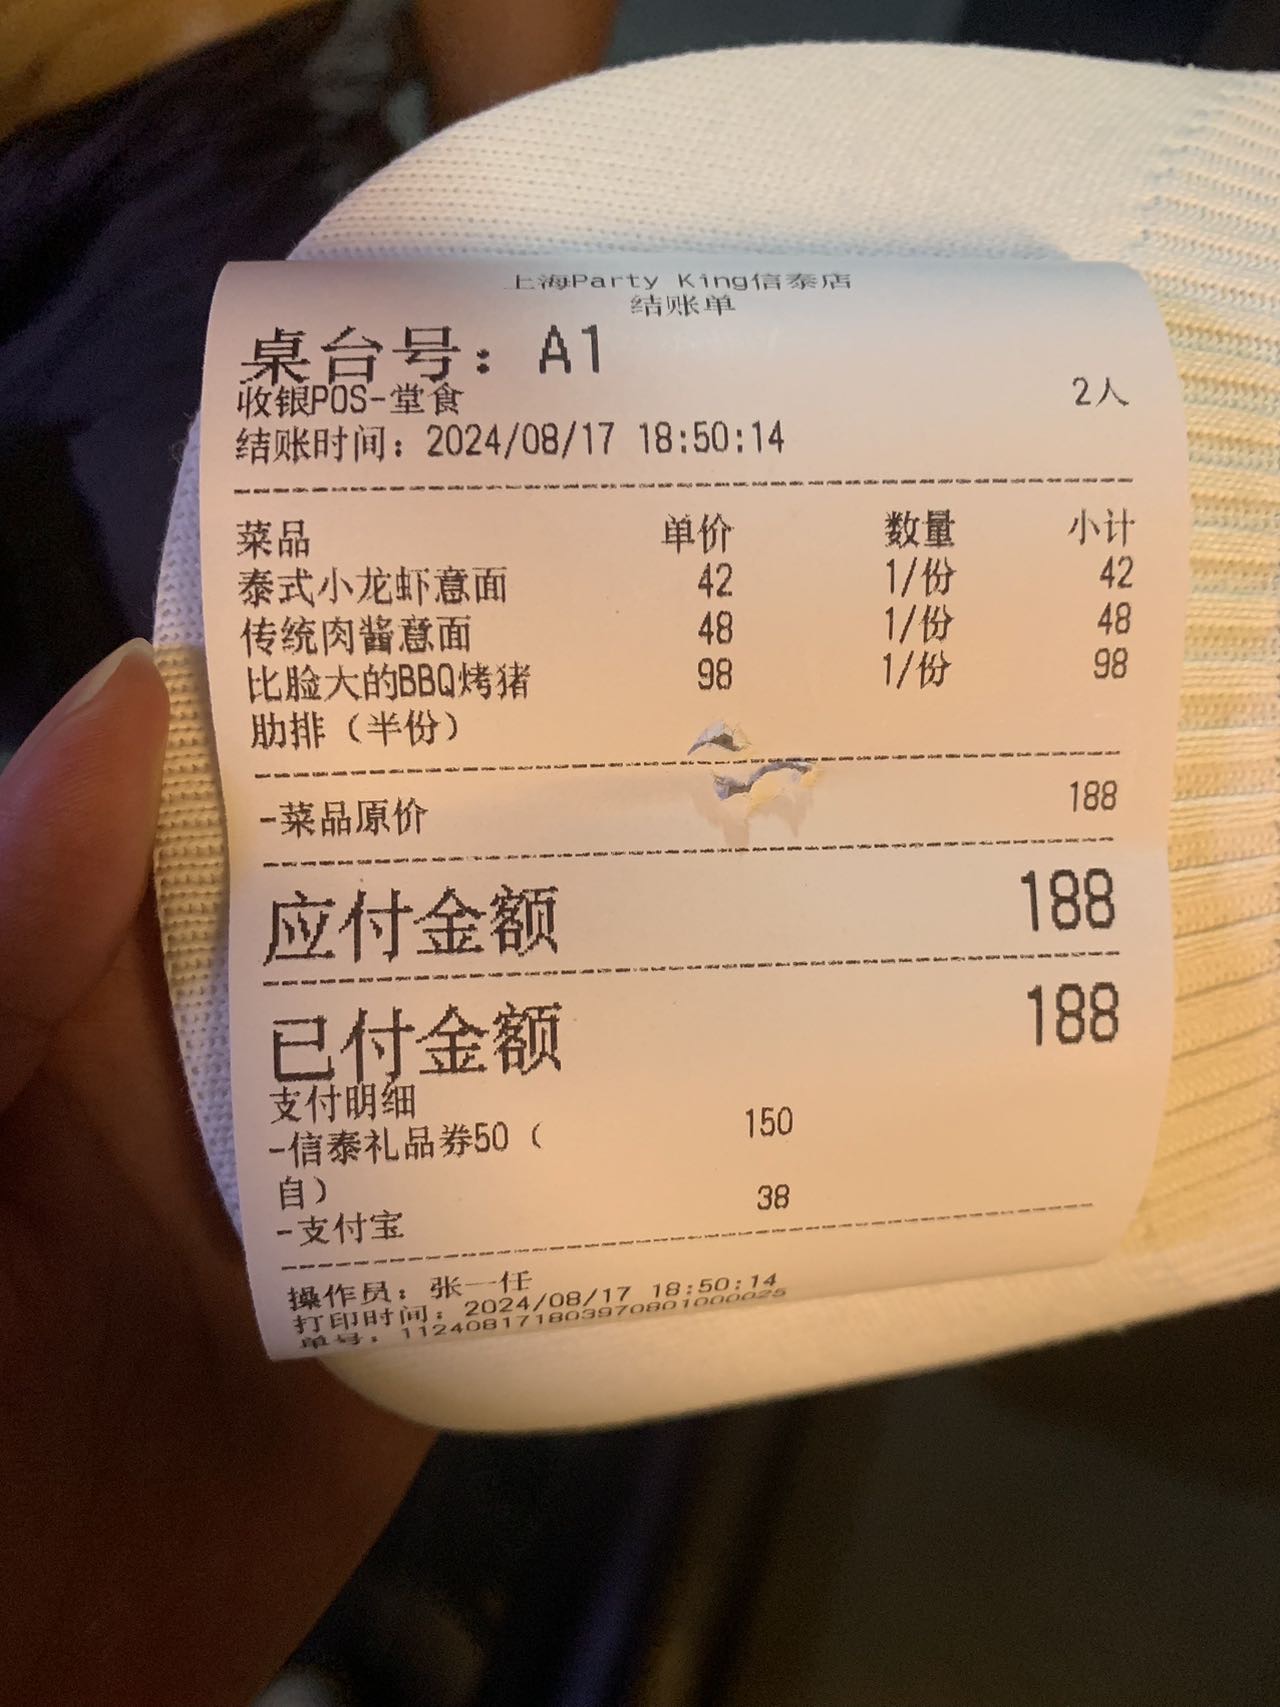 上海Party King信泰店
结账单
桌台号：A1
收银POS-堂食 2人
结账时间：2024/08/17 18:50:14
菜品 单价 数量 小计
泰式小龙虾意面 42 1/份 42
传统肉酱意面 48 1/份 48
比脸大的BBQ烤猪 98 1/份 98
肋排（半份）
-菜品原价 188
应付金额 188
已付金额 188
支付明细
-信泰礼品券50（ 150
自）
-支付宝 38
操作员：张一任
打印时间：2024/08/17 18:50:14
单号：11240817180397080100​0025